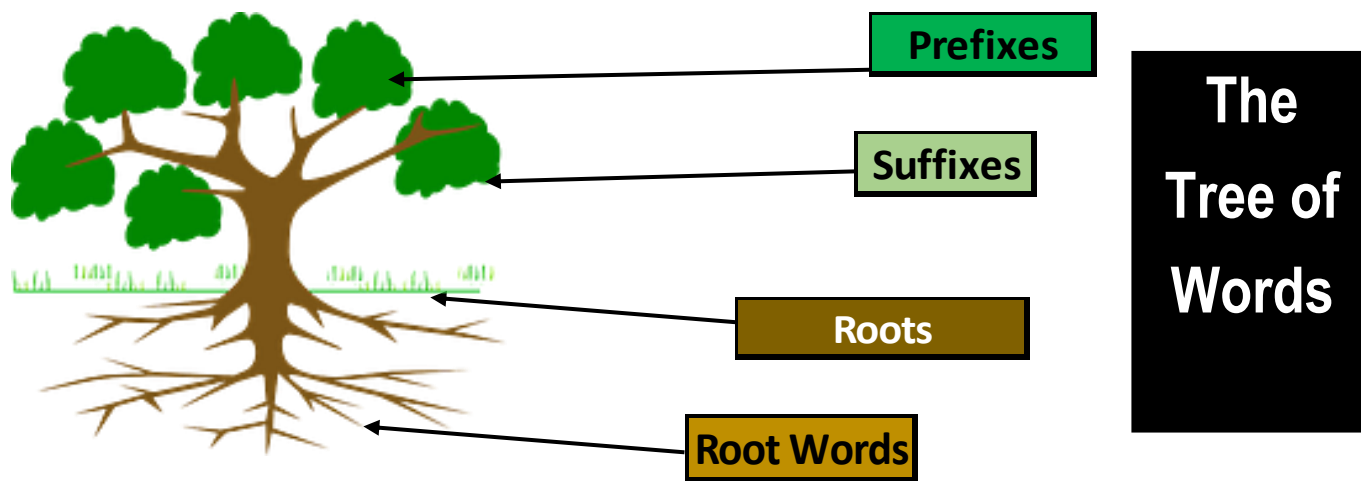 Prefixes
Suffixes
Roots
Root Words
The
Tree of
Words